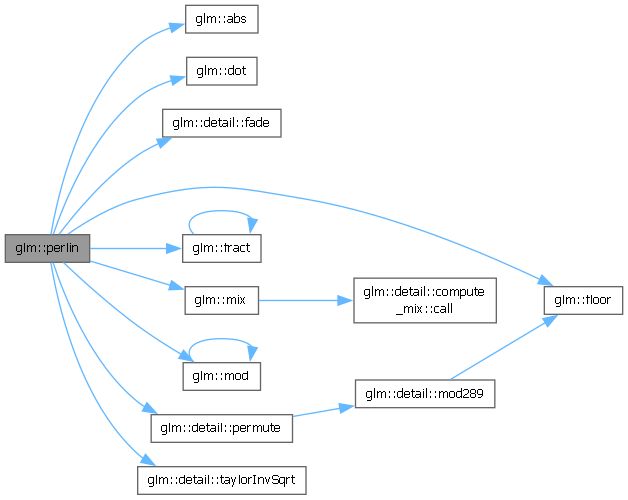 glm::abs
glm::dot
glm::detail::fade
glm::perlin
glm::fract
glm::mix
glm::detail::compute
_mix::call
glm::floor
glm::mod
glm::detail::mod289
glm::detail::permute
glm::detail::taylorInvSqrt